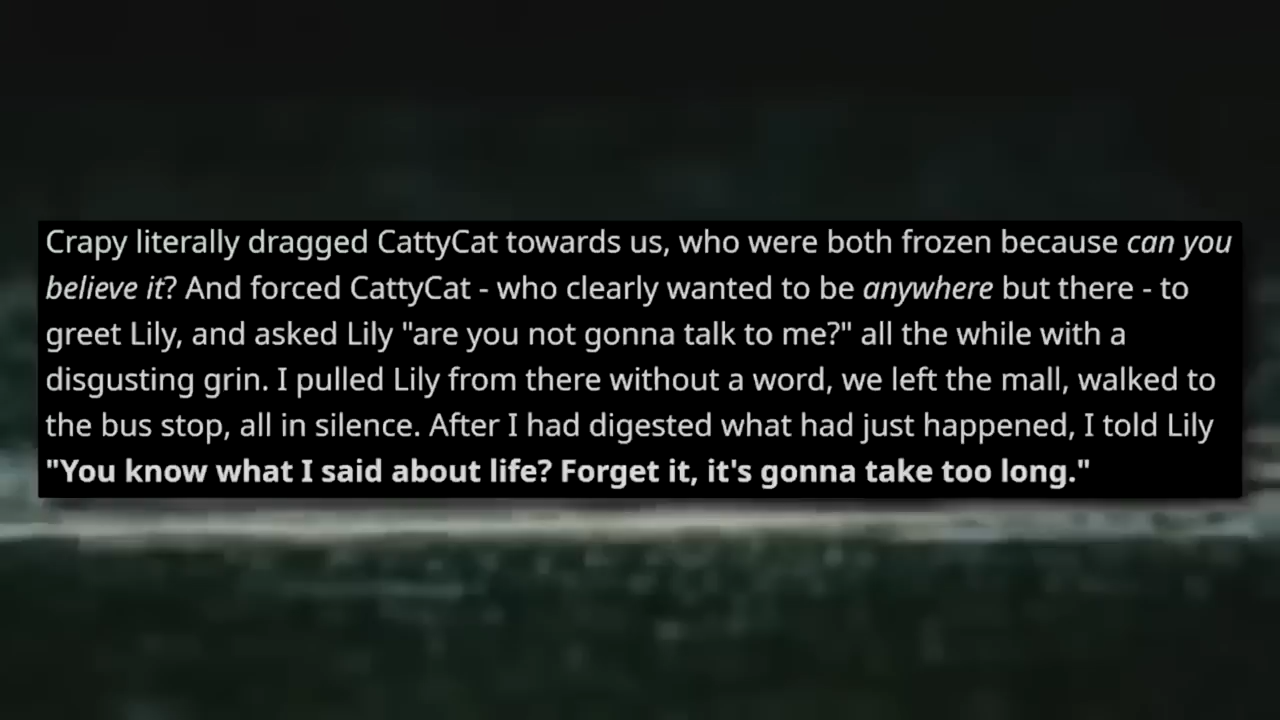 Crapy literally dragged CattyCat towards us, who were both frozen because can you
believe it? And forced CattyCat - who clearly wanted to be anywhere but there - to
greet Lily, and asked Lily "are you not gonna talk to me?" all the while with a
disgusting grin. I pulled Lily from there without a word, we left the mall, walked to
the bus stop, all in silence. After I had digested what had just happened, I told Lily
"You know what I said about life? Forget it, it's gonna take too long."